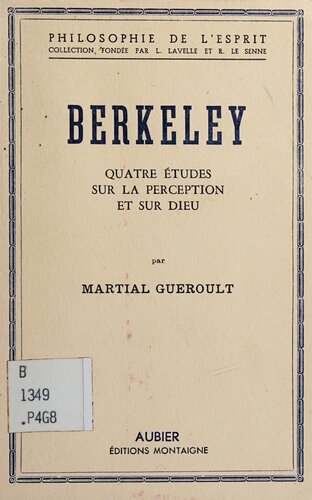 PHILOSOPHIE DE L'ESPRIT
COLLECTION FONDÉE PAR L. LAVELLE ET R. LE SENNE
BERKELEY
QUATRE ÉTUDES
SUR LA PERCEPTION
ET SUR DIEU
par
MARTIAL GUEROULT
B
1349
.P4G8
AUBIER
ÉDITIONS MONTAIGNE